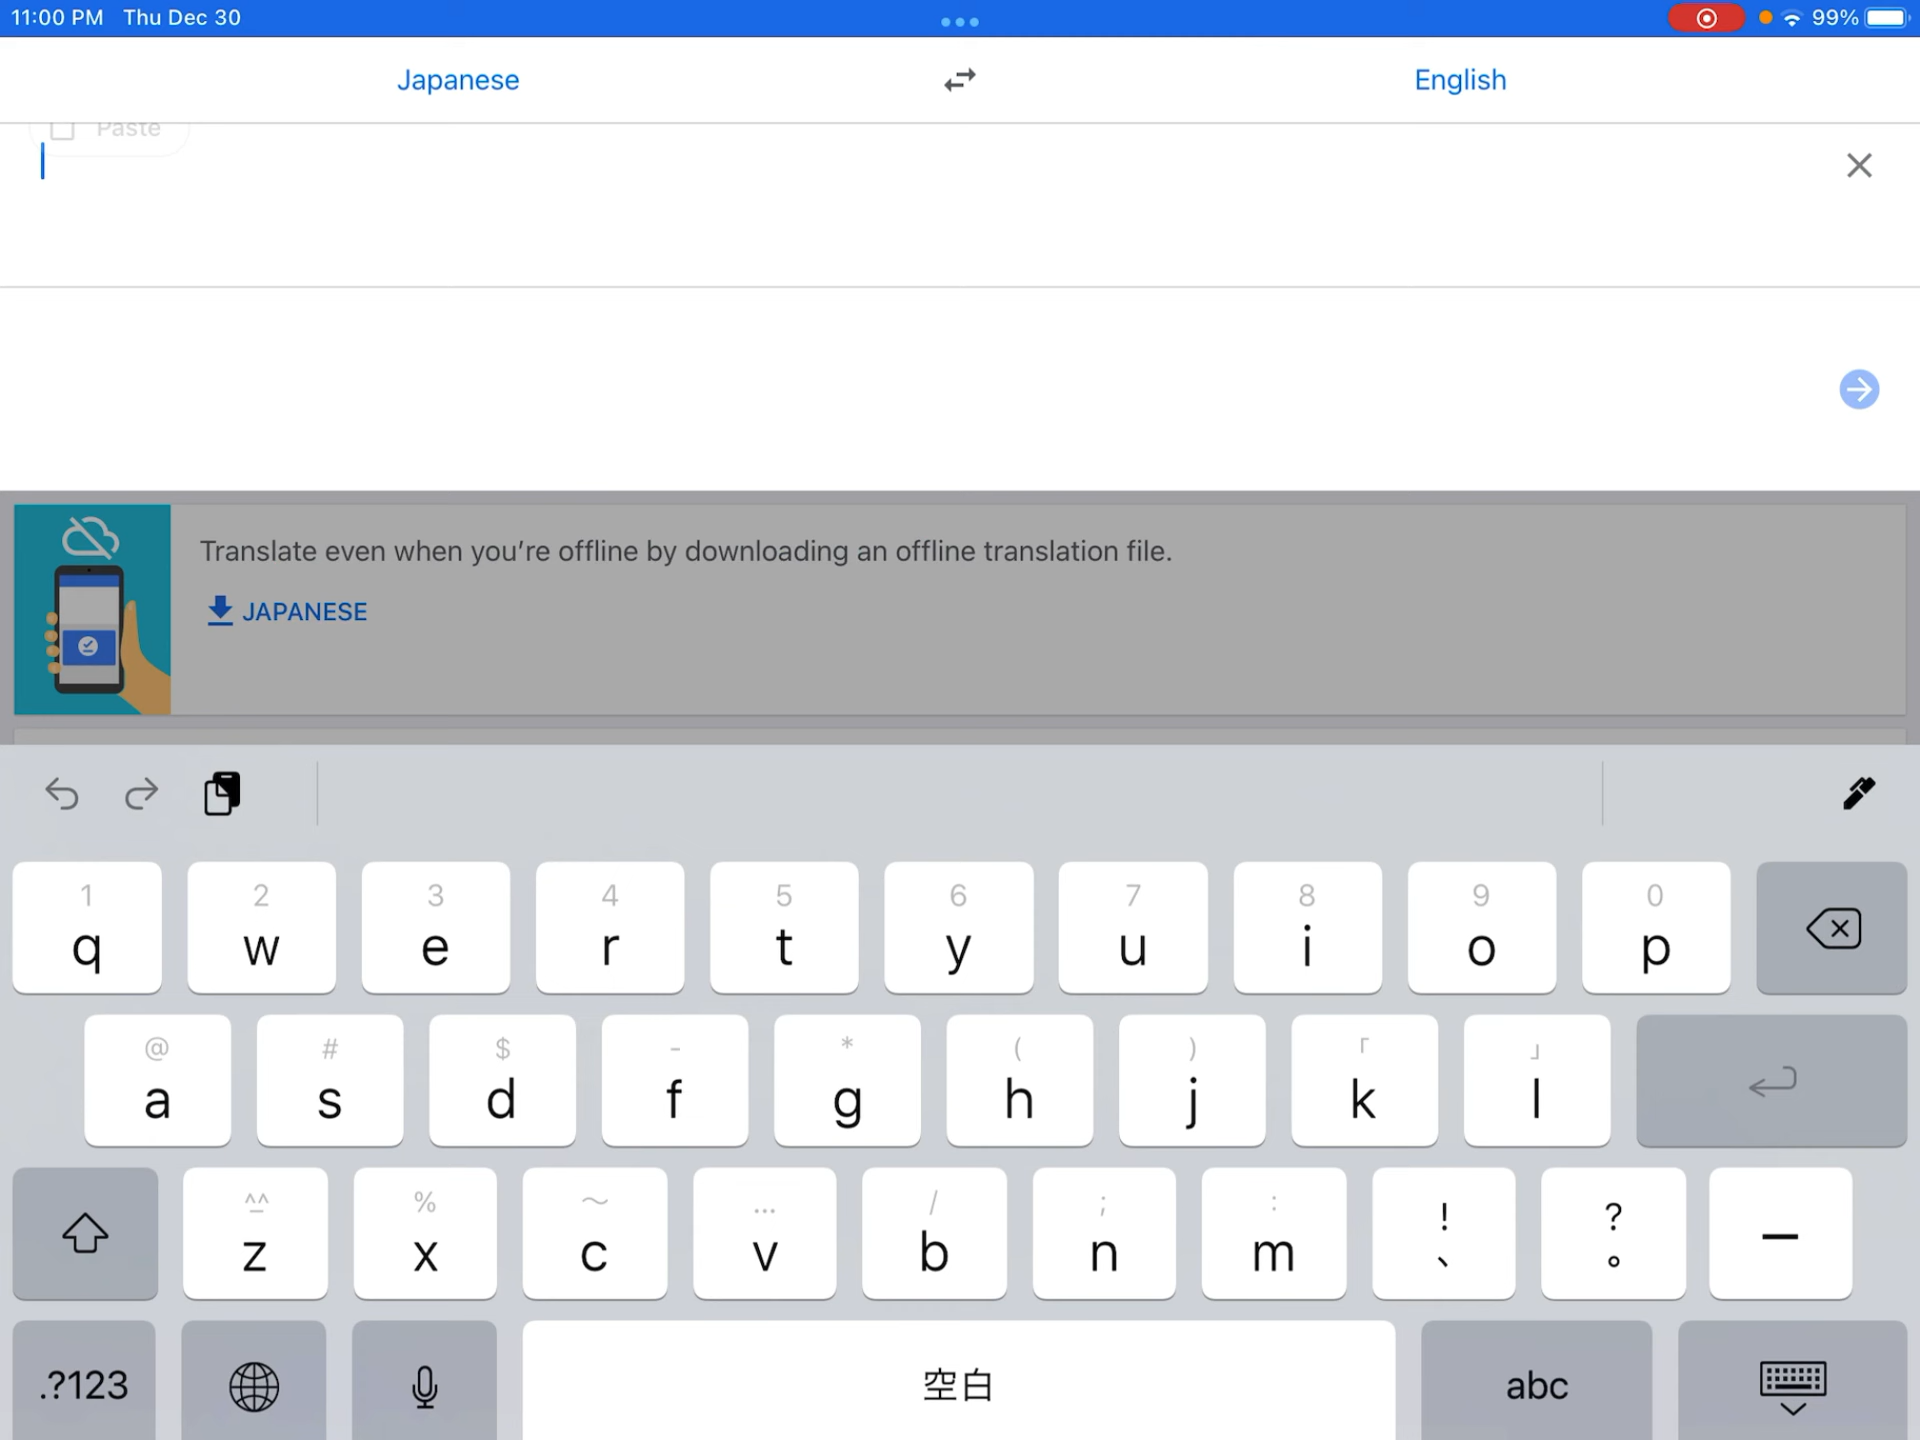 11:00 PM Thu Dec 30 99%
Japanese English
Paste
Translate even when you're offline by downloading an offline translation file.
JAPANESE
1 2 3 4 5 6 7 8 9 0
q w e r t y u i o p
@ # $ - * ( ) 「 」
a s d f g h j k l
^^ % ～ ... / ; : ! ?
z x c v b n m 、 。 ー
.?123 空白 abc